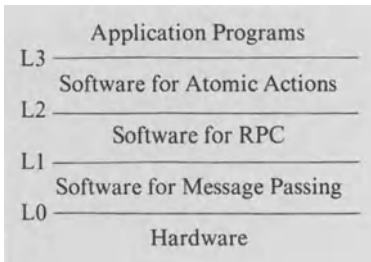 Application Programs
L3
Software for Atomic Actions
L2
Software for RPC
L1
Software for Message Passing
L0
Hardware